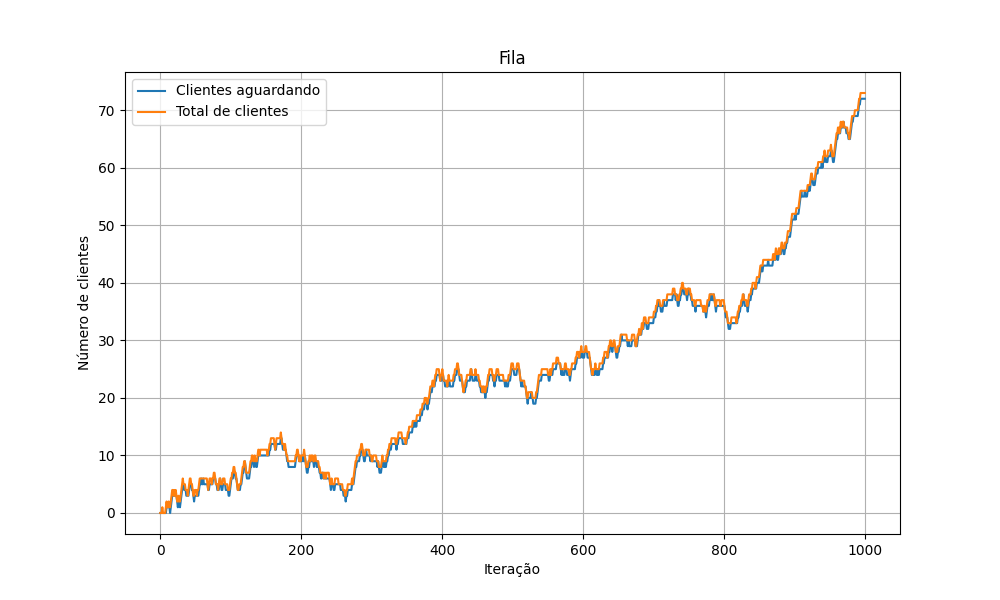 Fila
Clientes aguardando
Total de clientes
Número de clientes
70
60
50
40
30
20
10
0
0 200 400 600 800 1000
Iteração